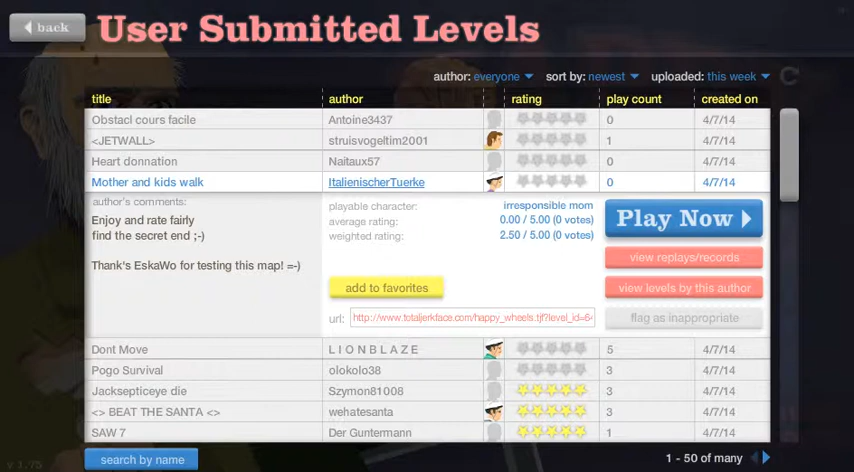 back
User Submitted Levels
author: everyone sort by: newest uploaded: this week
title author rating play count created on
Obstacl cours facile Antoine3437 0 4/7/14
<JETWALL> struisvogeltim2001 1 4/7/14
Heart donnation Naitaux57 0 4/7/14
Mother and kids walk ItalienischerTuerke 0 4/7/14
author's comments:
Enjoy and rate fairly
find the secret end ;-)
Thank's EskaWo for testing this map! =-)
playable character: irresponsible mom
average rating: 0.00 / 5.00 (0 votes)
weighted rating: 2.50 / 5.00 (0 votes)
add to favorites
url: http://www.totaljerkface.com/happy_wheels.tjf?level_id=6
Play Now
view replays/records
view levels by this author
flag as inappropriate
Dont Move L I O N B L A Z E 5 4/7/14
Pogo Survival olokolo38 3 4/7/14
Jacksepticeye die Szymon81008 3 4/7/14
<> BEAT THE SANTA <> wehatesanta 3 4/7/14
SAW 7 Der Guntermann 1 4/7/14
search by name
1 - 50 of many
v 1.75